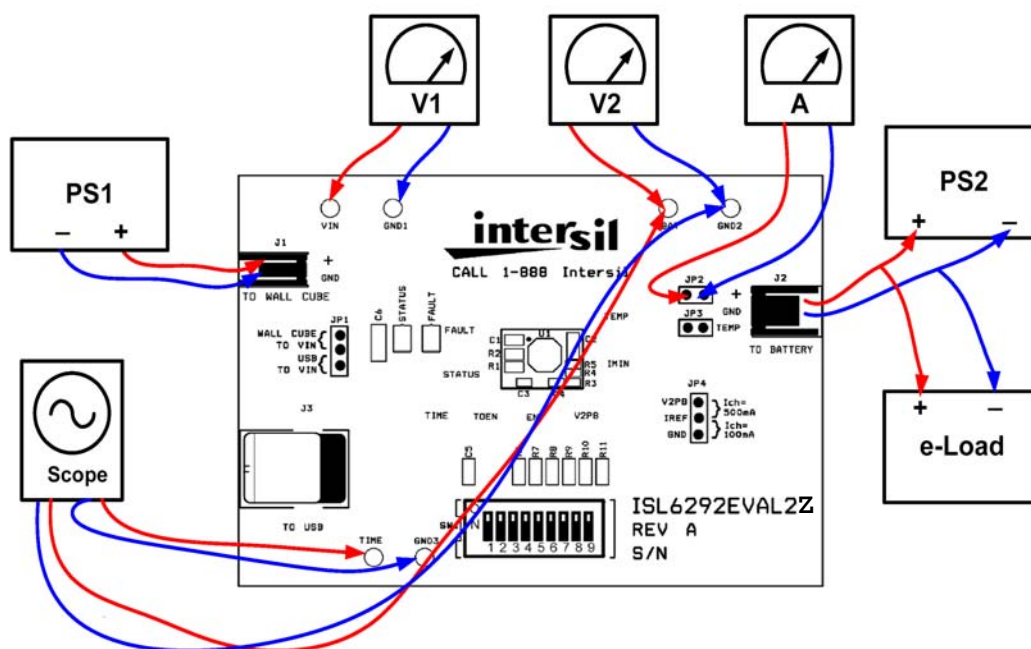 V1
V2
A
PS1
− +
PS2
+ −
VIN
GND1
GND2
intersil
CALL 1-888 Intersil
J1
+
GND
TO WALL CUBE
JP2
+
GND
J2
JP3
TEMP
TO BATTERY
JP1
WALL CUBE
TO VIN
USB
TO VIN
C6
STATUS
FAULT
FAULT
U1
C1
R2
R1
R5
R4
R3
C3
IMIN
STATUS
TIME
TOEN
V2PB
JP4
V2PB
IREF
GND
Ich=
500mA
Ich=
100mA
J3
TO USB
C5
R7
R8
R9
R10
R11
1 2 3 4 5 6 7 8 9
ISL6292EVAL2Z
REV A
S/N
TIME
GND3
Scope
+ −
e-Load